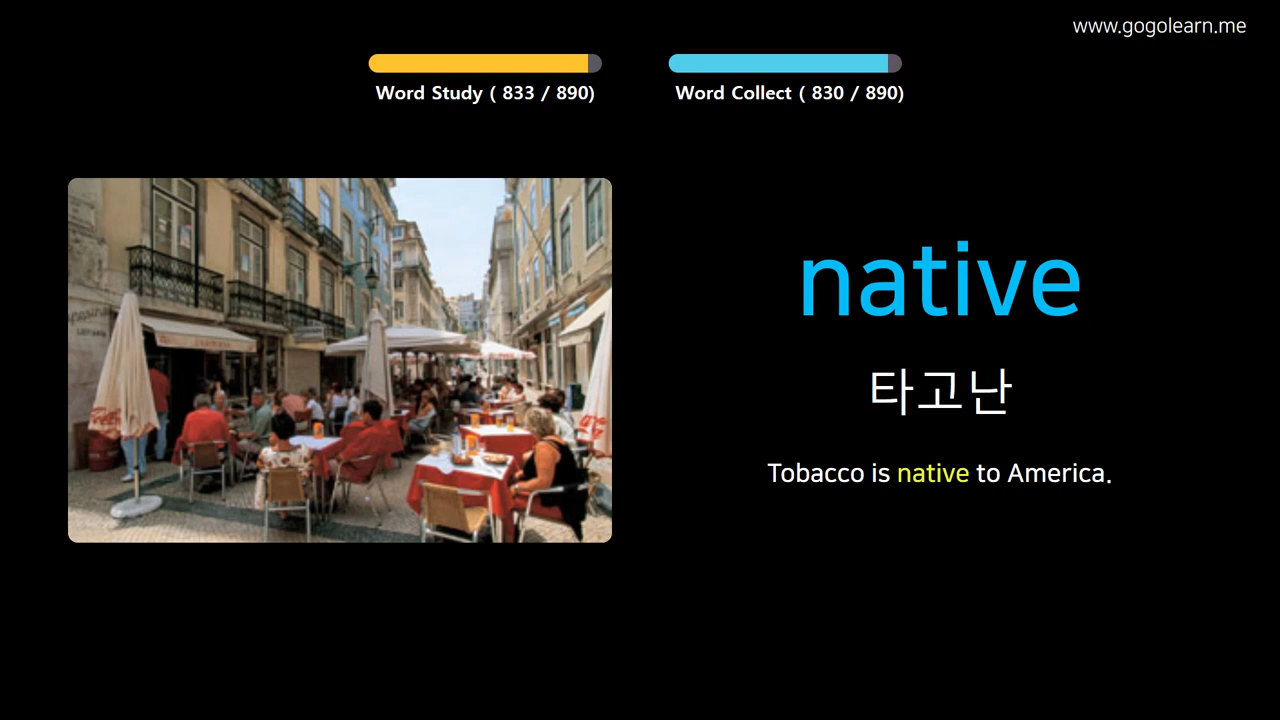 www.gogolearn.me
Word Study ( 833 / 890)
Word Collect ( 830 / 890)
native
타고난
Tobacco is native to America.